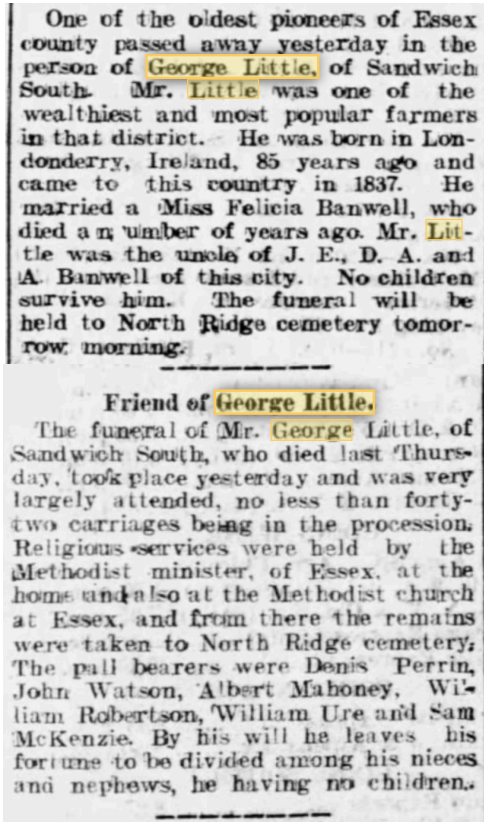 One of the oldest pioneers of Essex
county passed away yesterday in the
person of George Little, of Sandwich
South. Mr. Little was one of the
wealthiest and most popular farmers
in that district. He was born in Lon-
donderry, Ireland, 85 years ago and
came to this country in 1837. He
married a Miss Felicia Banwell, who
died a n umber of years ago. Mr. Lit-
tle was the uncle of J. E., D. A. and
A. Banwell of this city. No children
survive him. The funeral will be
held to North Ridge cemetery tomor-
row morning.
Friend of George Little.
The funeral of Mr. George Little, of
Sandwich South, who died last Thurs-
day, took place yesterday and was very
largely attended, no less than forty-
two carriages being in the procession.
Religious services were held by the
Methodist minister, of Essex, at the
home and also at the Methodist church
at Essex, and from there the remains
were taken to North Ridge cemetery.
The pall bearers were Denis Perrin,
John Watson, Albert Mahoney, Wil-
liam Robertson, William Ure and Sam
McKenzie. By his will he leaves his
fortune to be divided among his nieces
and nephews, he having no children.